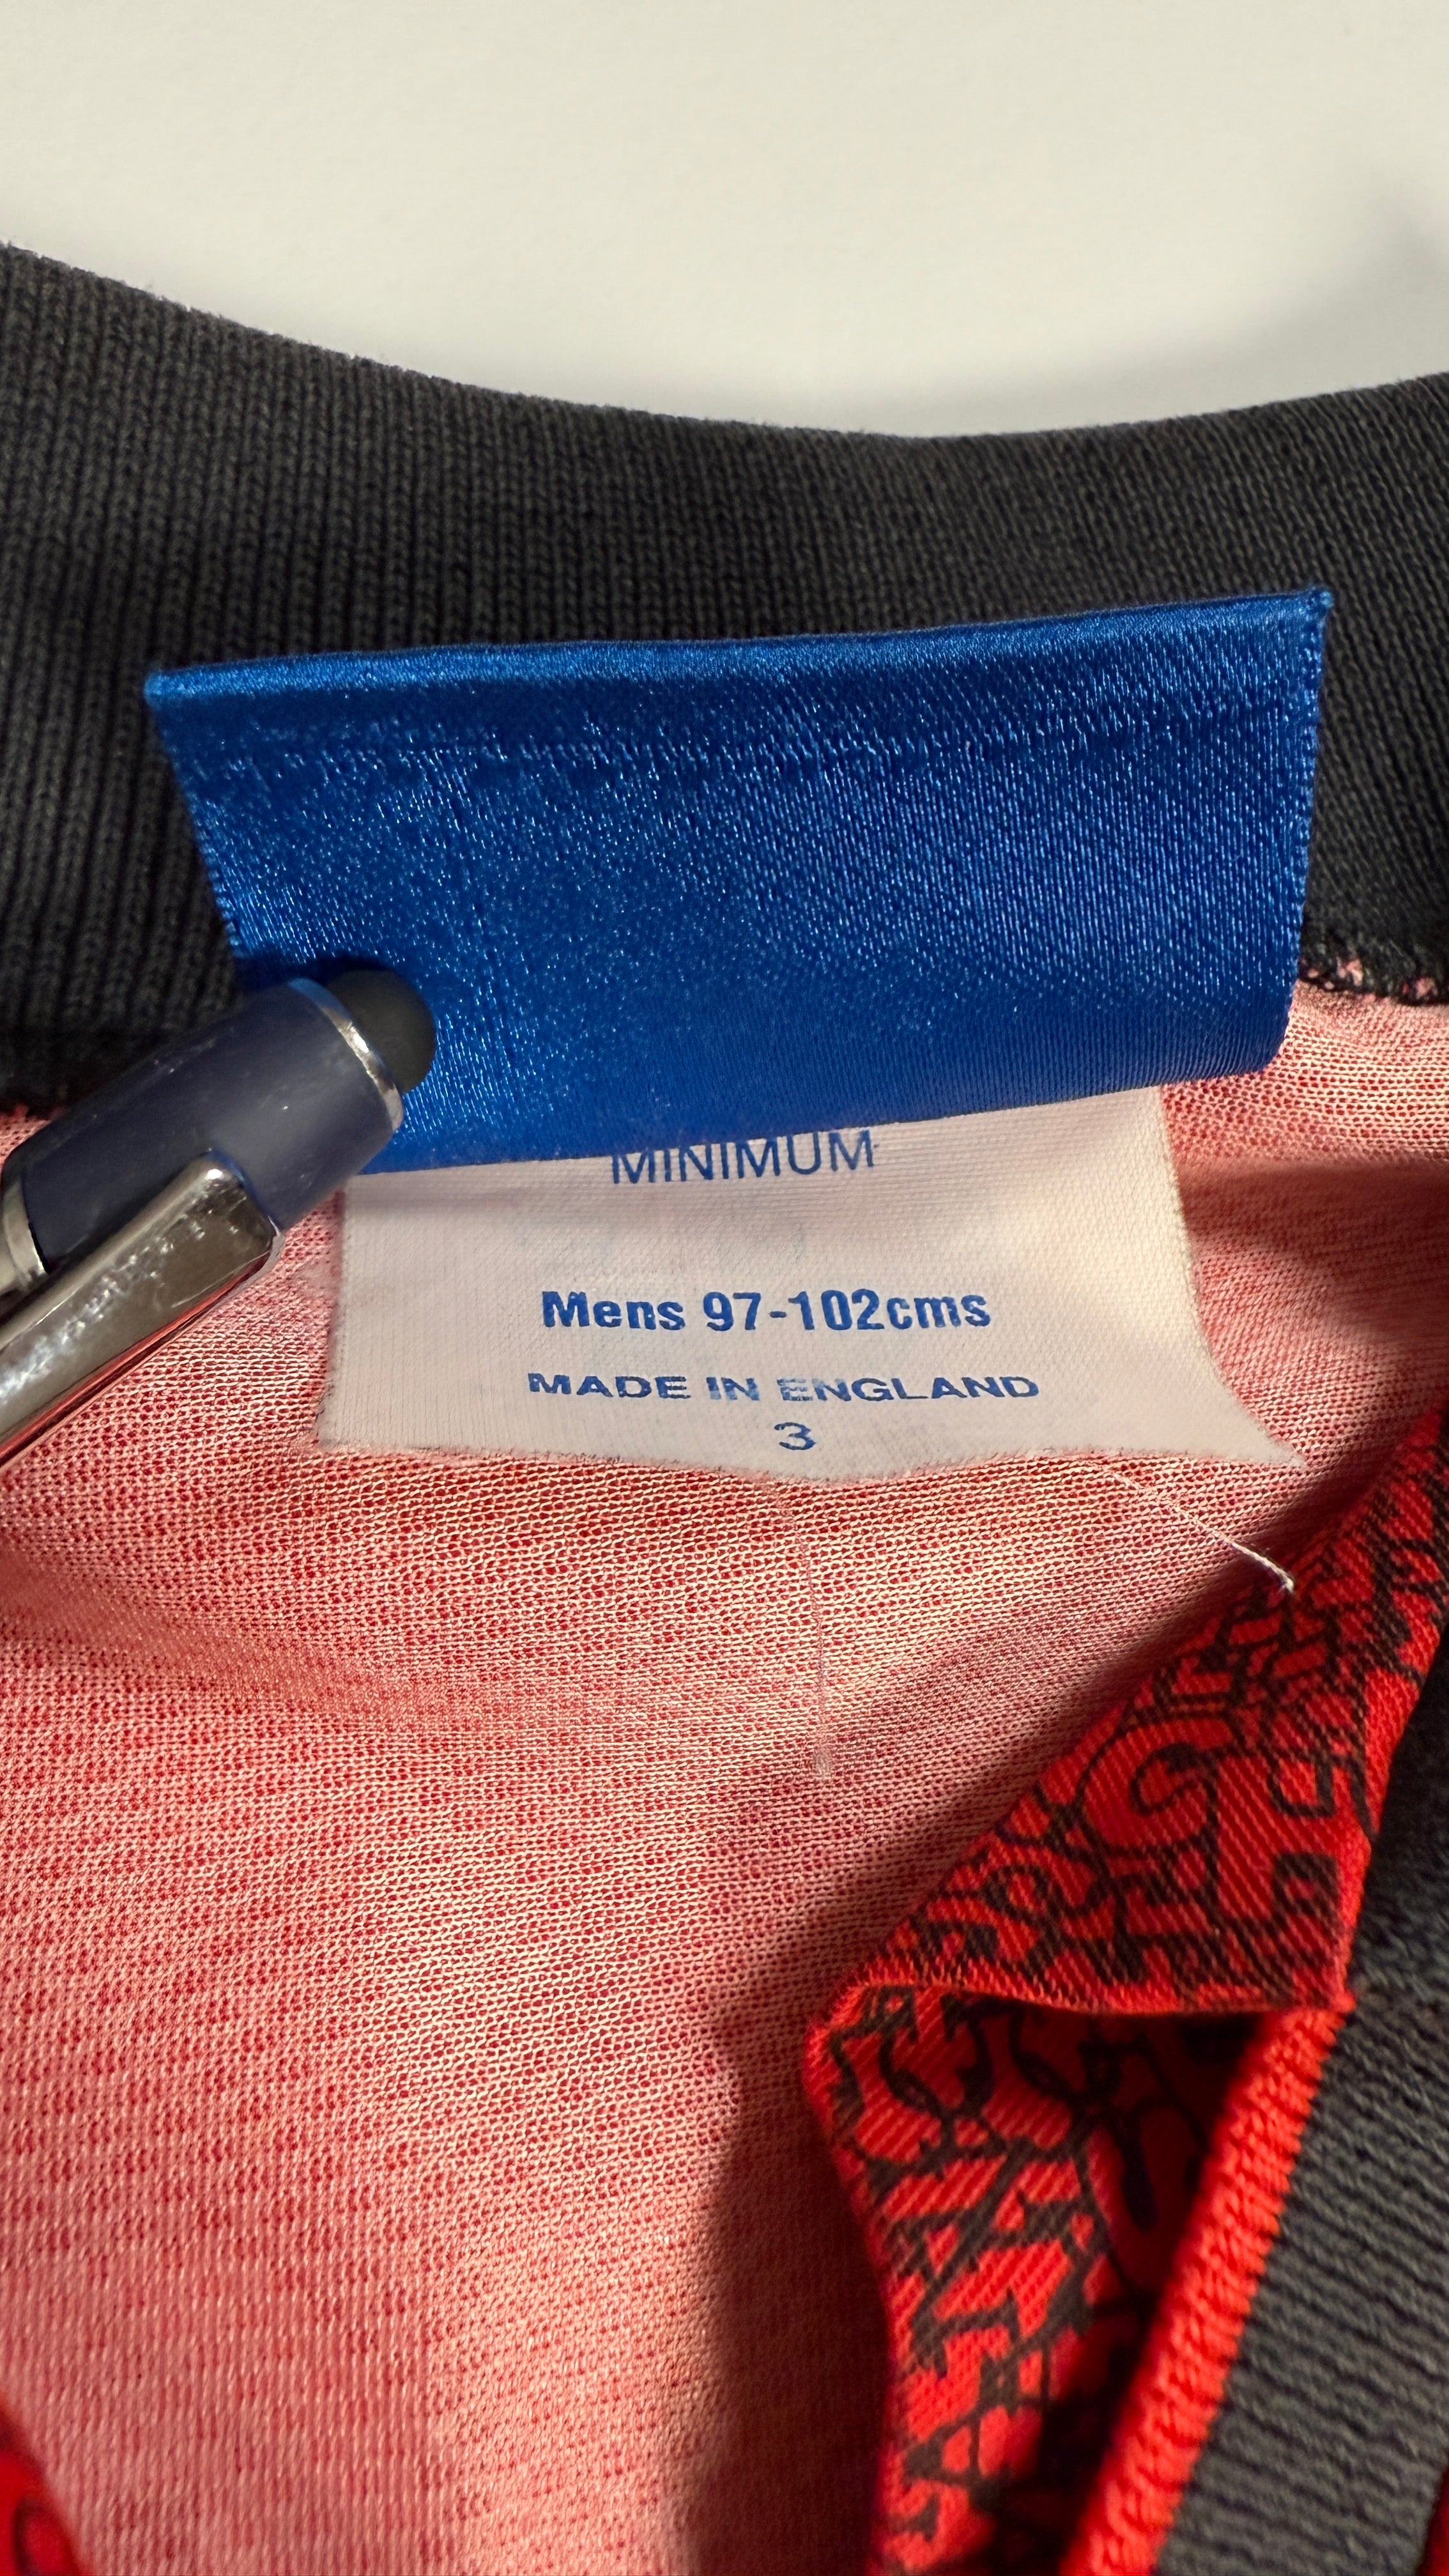 MINIMUM
Mens 97-102cms
MADE IN ENGLAND
3